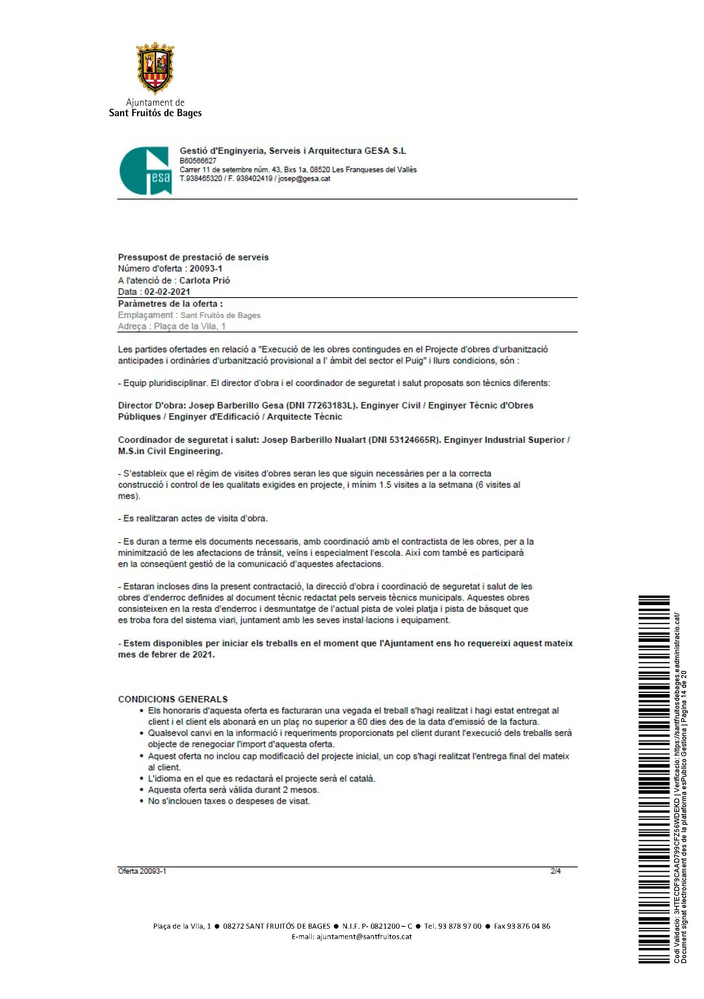 Ajuntament de
Sant Fruitós de Bages
esa
Gestió d'Enginyeria, Serveis i Arquitectura GESA S.L
B60566627
Carrer 11 de setembre núm. 43, Bxs 1a, 08520 Les Franqueses del Vallès
T.938465320 / F. 938402419 / josep@gesa.cat
Pressupost de prestació de serveis
Número d'oferta : 20093-1
A l'atenció de : Carlota Prió
Data : 02-02-2021
Paràmetres de la oferta :
Emplaçament : Sant Fruitós de Bages
Adreça : Plaça de la Vila, 1
Les partides ofertades en relació a "Execució de les obres contingudes en el Projecte d'obres d'urbanització
anticipades i ordinàries d'urbanització provisional a l' àmbit del sector el Puig" i llurs condicions, són :
- Equip pluridisciplinar. El director d'obra i el coordinador de seguretat i salut proposats son tècnics diferents:
Director D'obra: Josep Barberillo Gesa (DNI 77263183L). Enginyer Civil / Enginyer Tècnic d'Obres
Públiques / Enginyer d'Edificació / Arquitecte Tècnic
Coordinador de seguretat i salut: Josep Barberillo Nualart (DNI 53124665R). Enginyer Industrial Superior /
M.S.in Civil Engineering.
- S'estableix que el règim de visites d'obres seran les que siguin necessàries per a la correcta
construcció i control de les qualitats exigides en projecte, i mínim 1.5 visites a la setmana (6 visites al
mes).
- Es realitzaran actes de visita d'obra.
- Es duran a terme els documents necessaris, amb coordinació amb el contractista de les obres, per a la
minimització de les afectacions de trànsit, veïns i especialment l'escola. Així com també es participarà
en la conseqüent gestió de la comunicació d'aquestes afectacions.
- Estaran incloses dins la present contractació, la direcció d'obra i coordinació de seguretat i salut de les
obres d'enderroc definides al document tècnic redactat pels serveis tècnics municipals. Aquestes obres
consisteixen en la resta d'enderroc i desmuntatge de l'actual pista de volei platja i pista de bàsquet que
es troba fora del sistema viari, juntament amb les seves instal·lacions i equipament.
- Estem disponibles per iniciar els treballs en el moment que l'Ajuntament ens ho requereixi aquest mateix
mes de febrer de 2021.
CONDICIONS GENERALS
• Els honoraris d'aquesta oferta es facturaran una vegada el treball s'hagi realitzat i hagi estat entregat al
client i el client els abonarà en un plaç no superior a 60 dies des de la data d'emissió de la factura.
• Qualsevol canvi en la informació i requeriments proporcionats pel client durant l'execució dels treballs serà
objecte de renegociar l'import d'aquesta oferta.
• Aquest oferta no inclou cap modificació del projecte inicial, un cop s'hagi realitzat l'entrega final del mateix
al client.
• L'idioma en el que es redactarà el projecte serà el català.
• Aquesta oferta serà vàlida durant 2 mesos.
• No s'inclouen taxes o despeses de visat.
Oferta 20093-1 2/4
Plaça de la Vila, 1 ● 08272 SANT FRUITÓS DE BAGES ● N.I.F. P- 0821200 – C ● Tel. 93 878 97 00 ● Fax 93 876 04 86
E-mail: ajuntament@santfruitos.cat
Codi Validació: 3HTECDF9CAAD799CFZ56WDEKD | Verificació: https://santfruitosdebages.eadministracio.cat/
Document signat electrònicament des de la plataforma esPublico Gestiona | Pàgina 14 de 20